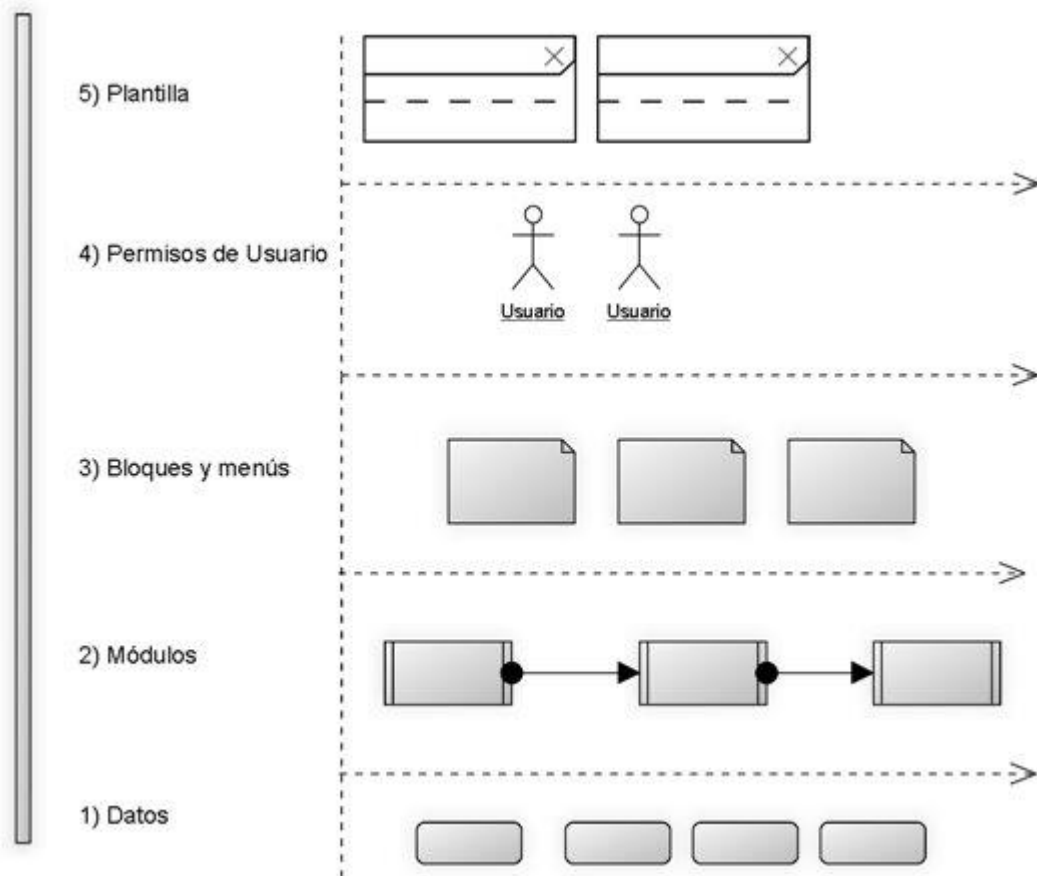 5) Plantilla
4) Permisos de Usuario
Usuario
Usuario
3) Bloques y menús
2) Módulos
1) Datos